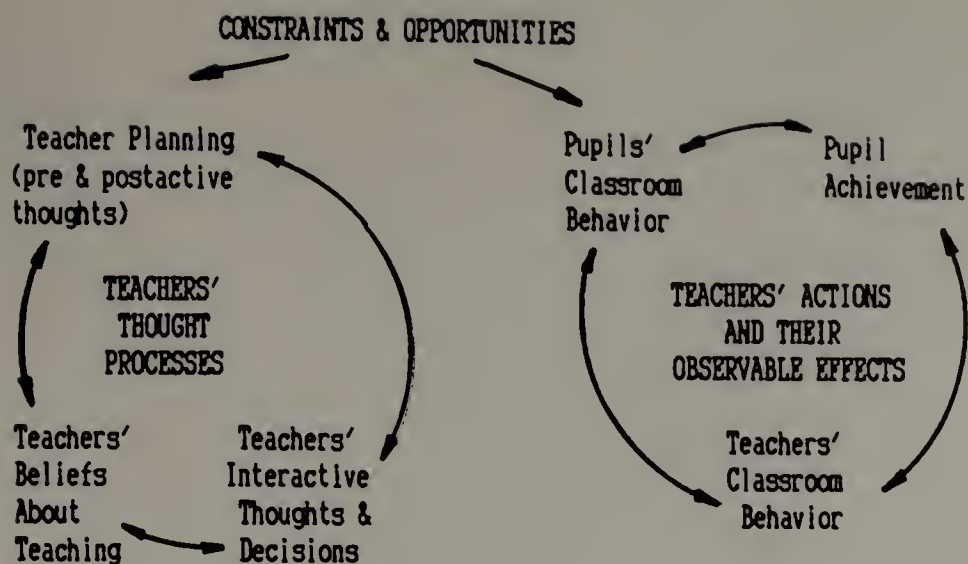 CONSTRAINTS & OPPORTUNITIES
Teacher Planning
(pre & postactive
thoughts)
TEACHERS'
THOUGHT
PROCESSES
Teachers'
Beliefs
About
Teaching
Teachers'
Interactive
Thoughts &
Decisions
Pupils'
Classroom
Behavior
Pupil
Achievement
TEACHERS' ACTIONS
AND THEIR
OBSERVABLE EFFECTS
Teachers'
Classroom
Behavior